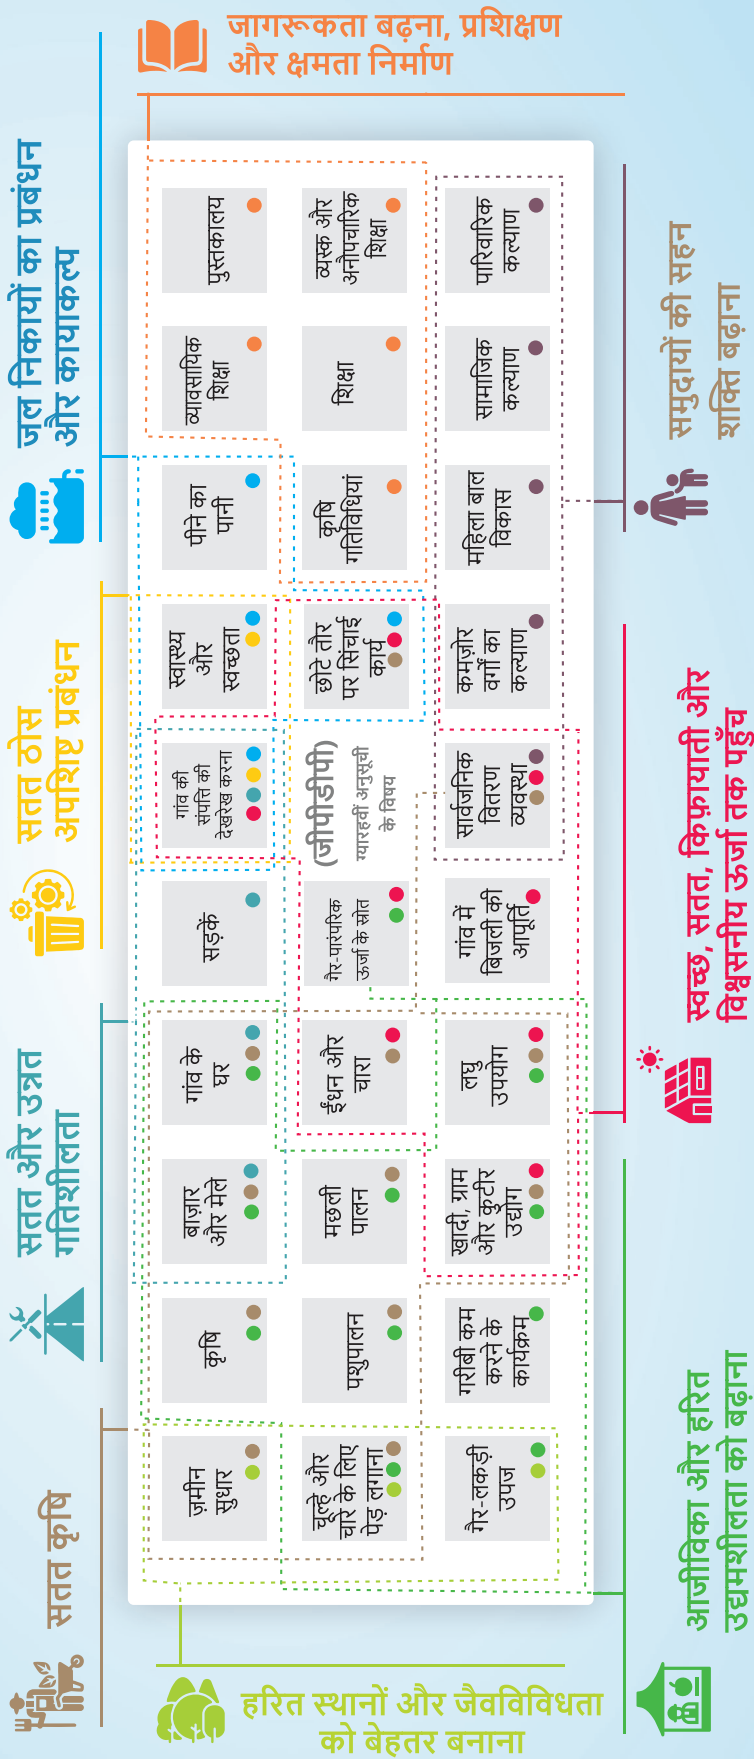 जागरूकता बढ़ना, प्रशिक्षण
और क्षमता निर्माण
जल निकायों का प्रबंधन
और कायाकल्प
सतत ठोस
अपशिष्ट प्रबंधन
सतत और उन्नत
गतिशीलता
सतत कृषि
पुस्तकालय
व्यस्क और
अनौपचारिक
शिक्षा
पारिवारिक
कल्याण
व्यावसायिक
शिक्षा
शिक्षा
सामाजिक
कल्याण
पीने का
पानी
कृषि
गतिविधियां
महिला बाल
विकास
स्वास्थ्य
और
स्वच्छता
छोटे तौर
पर सिंचाई
कार्य
कमज़ोर
वर्गों का
कल्याण
गांव की
संपत्ति की
देखरेख करना
(जीपीडीपी)
ग्यारहवीं अनुसूची
के विषय
सार्वजनिक
वितरण
व्यवस्था
सड़कें
गैर-पारंपरिक
ऊर्जा के स्रोत
गांव में
बिजली की
आपूर्ति
गांव के
घर
ईंधन और
चारा
लघु
उपयोग
बाज़ार
और मेले
मछली
पालन
खादी, ग्राम
और कुटीर
उद्योग
कृषि
पशुपालन
गरीबी कम
करने के
कार्यक्रम
ज़मीन
सुधार
चूल्हे और
चारे के लिए
पेड़ लगाना
गैर-लकड़ी
उपज
समुदायों की सहन
शक्ति बढ़ाना
स्वच्छ, सतत, किफ़ायाती और
विश्वसनीय ऊर्जा तक पहुँच
आजीविका और हरित
उद्यमशीलता को बढ़ाना
हरित स्थानों और जैवविविधता
को बेहतर बनाना